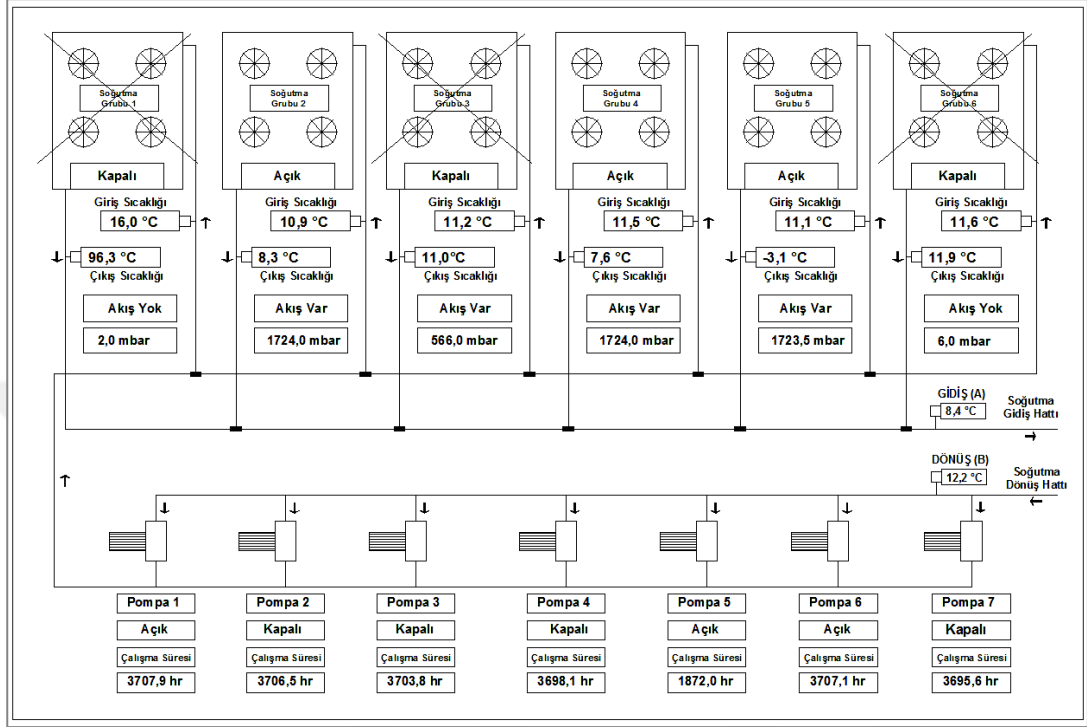 Soğutma
Grubu 1
Soğutma
Grubu 2
Soğutma
Grubu 3
Soğutma
Grubu 4
Soğutma
Grubu 5
Soğutma
Grubu 6
Kapalı
Açık
Kapalı
Açık
Açık
Kapalı
Giriş Sıcaklığı
Giriş Sıcaklığı
Giriş Sıcaklığı
Giriş Sıcaklığı
Giriş Sıcaklığı
Giriş Sıcaklığı
16,0 °C
10,9 °C
11,2 °C
11,5 °C
11,1 °C
11,6 °C
96,3 °C
8,3 °C
11,0°C
7,6 °C
-3,1 °C
11,9 °C
Çıkış Sıcaklığı
Çıkış Sıcaklığı
Çıkış Sıcaklığı
Çıkış Sıcaklığı
Çıkış Sıcaklığı
Çıkış Sıcaklığı
Akış Yok
Akış Var
Akış Var
Akış Var
Akış Var
Akış Yok
2,0 mbar
1724,0 mbar
566,0 mbar
1724,0 mbar
1723,5 mbar
6,0 mbar
GİDİŞ (A)
8,4 °C
Soğutma
Gidiş Hattı
DÖNÜŞ (B)
12,2 °C
Soğutma
Dönüş Hattı
Pompa 1
Pompa 2
Pompa 3
Pompa 4
Pompa 5
Pompa 6
Pompa 7
Açık
Kapalı
Kapalı
Kapalı
Açık
Açık
Kapalı
Çalışma Süresi
Çalışma Süresi
Çalışma Süresi
Çalışma Süresi
Çalışma Süresi
Çalışma Süresi
Çalışma Süresi
3707,9 hr
3706,5 hr
3703,8 hr
3698,1 hr
1872,0 hr
3707,1 hr
3695,6 hr